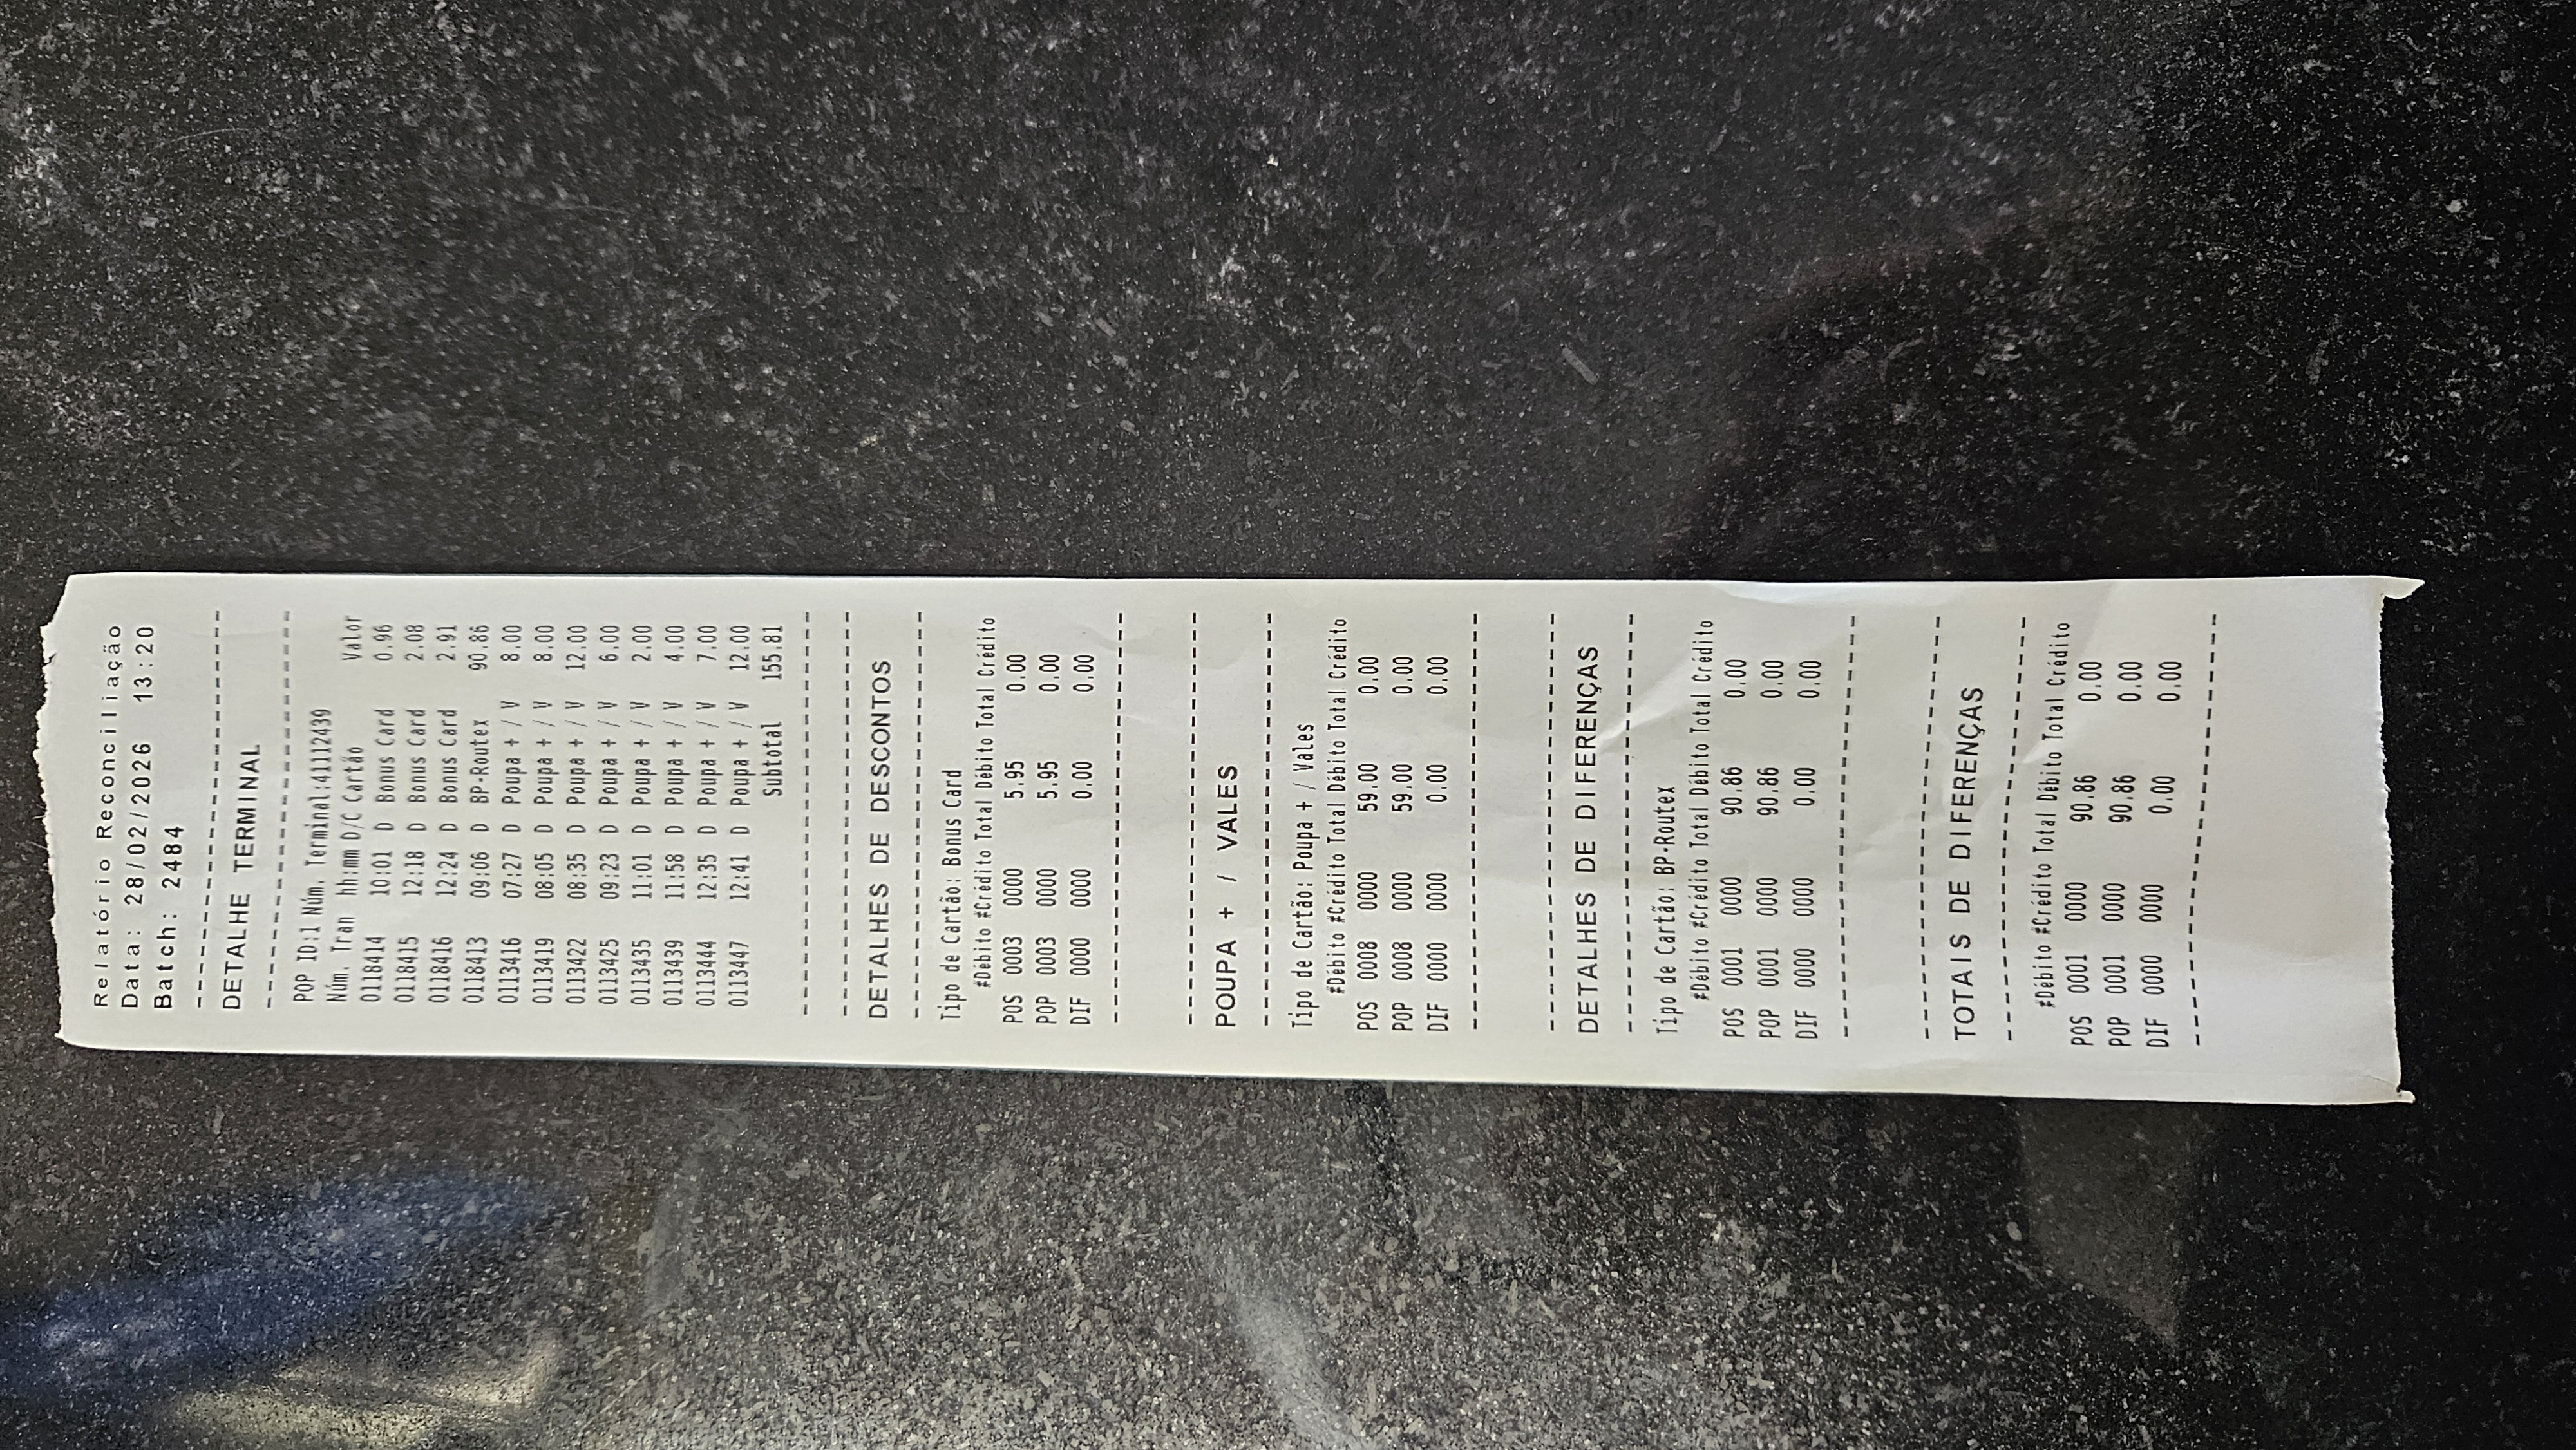 Relatório Reconciliação
Data: 28/02/2026 13:20
Batch: 2484
------------------------
DETALHE TERMINAL
------------------------
POP ID:1 Núm. Terminal:41112439
Núm. Tran hh:mm D/C Cartão Valor
0118414 10:01 D Bonus Card 0.96
0118415 12:18 D Bonus Card 2.08
0118416 12:24 D Bonus Card 2.91
0118413 09:06 D BP-Routex 90.86
0113416 07:27 D Poupa + / V 8.00
0113419 08:05 D Poupa + / V 8.00
0113422 08:35 D Poupa + / V 12.00
0113425 09:23 D Poupa + / V 6.00
0113435 11:01 D Poupa + / V 2.00
0113439 11:58 D Poupa + / V 4.00
0113444 12:35 D Poupa + / V 7.00
0113447 12:41 D Poupa + / V 12.00
Subtotal 155.81
------------------------
------------------------
DETALHES DE DESCONTOS
------------------------
Tipo de Cartão: Bonus Card
#Débito #Crédito Total Débito Total Crédito
POS 0003 0000 5.95 0.00
POP 0003 0000 5.95 0.00
DIF 0000 0000 0.00 0.00
------------------------
------------------------
POUPA + / VALES
------------------------
Tipo de Cartão: Poupa + / Vales
#Débito #Crédito Total Débito Total Crédito
POS 0008 0000 59.00 0.00
POP 0008 0000 59.00 0.00
DIF 0000 0000 0.00 0.00
------------------------
------------------------
DETALHES DE DIFERENÇAS
------------------------
Tipo de Cartão: BP-Routex
#Débito #Crédito Total Débito Total Crédito
POS 0001 0000 90.86 0.00
POP 0001 0000 90.86 0.00
DIF 0000 0000 0.00 0.00
------------------------
------------------------
TOTAIS DE DIFERENÇAS
------------------------
#Débito #Crédito Total Débito Total Crédito
POS 0001 0000 90.86 0.00
POP 0001 0000 90.86 0.00
DIF 0000 0000 0.00 0.00
------------------------